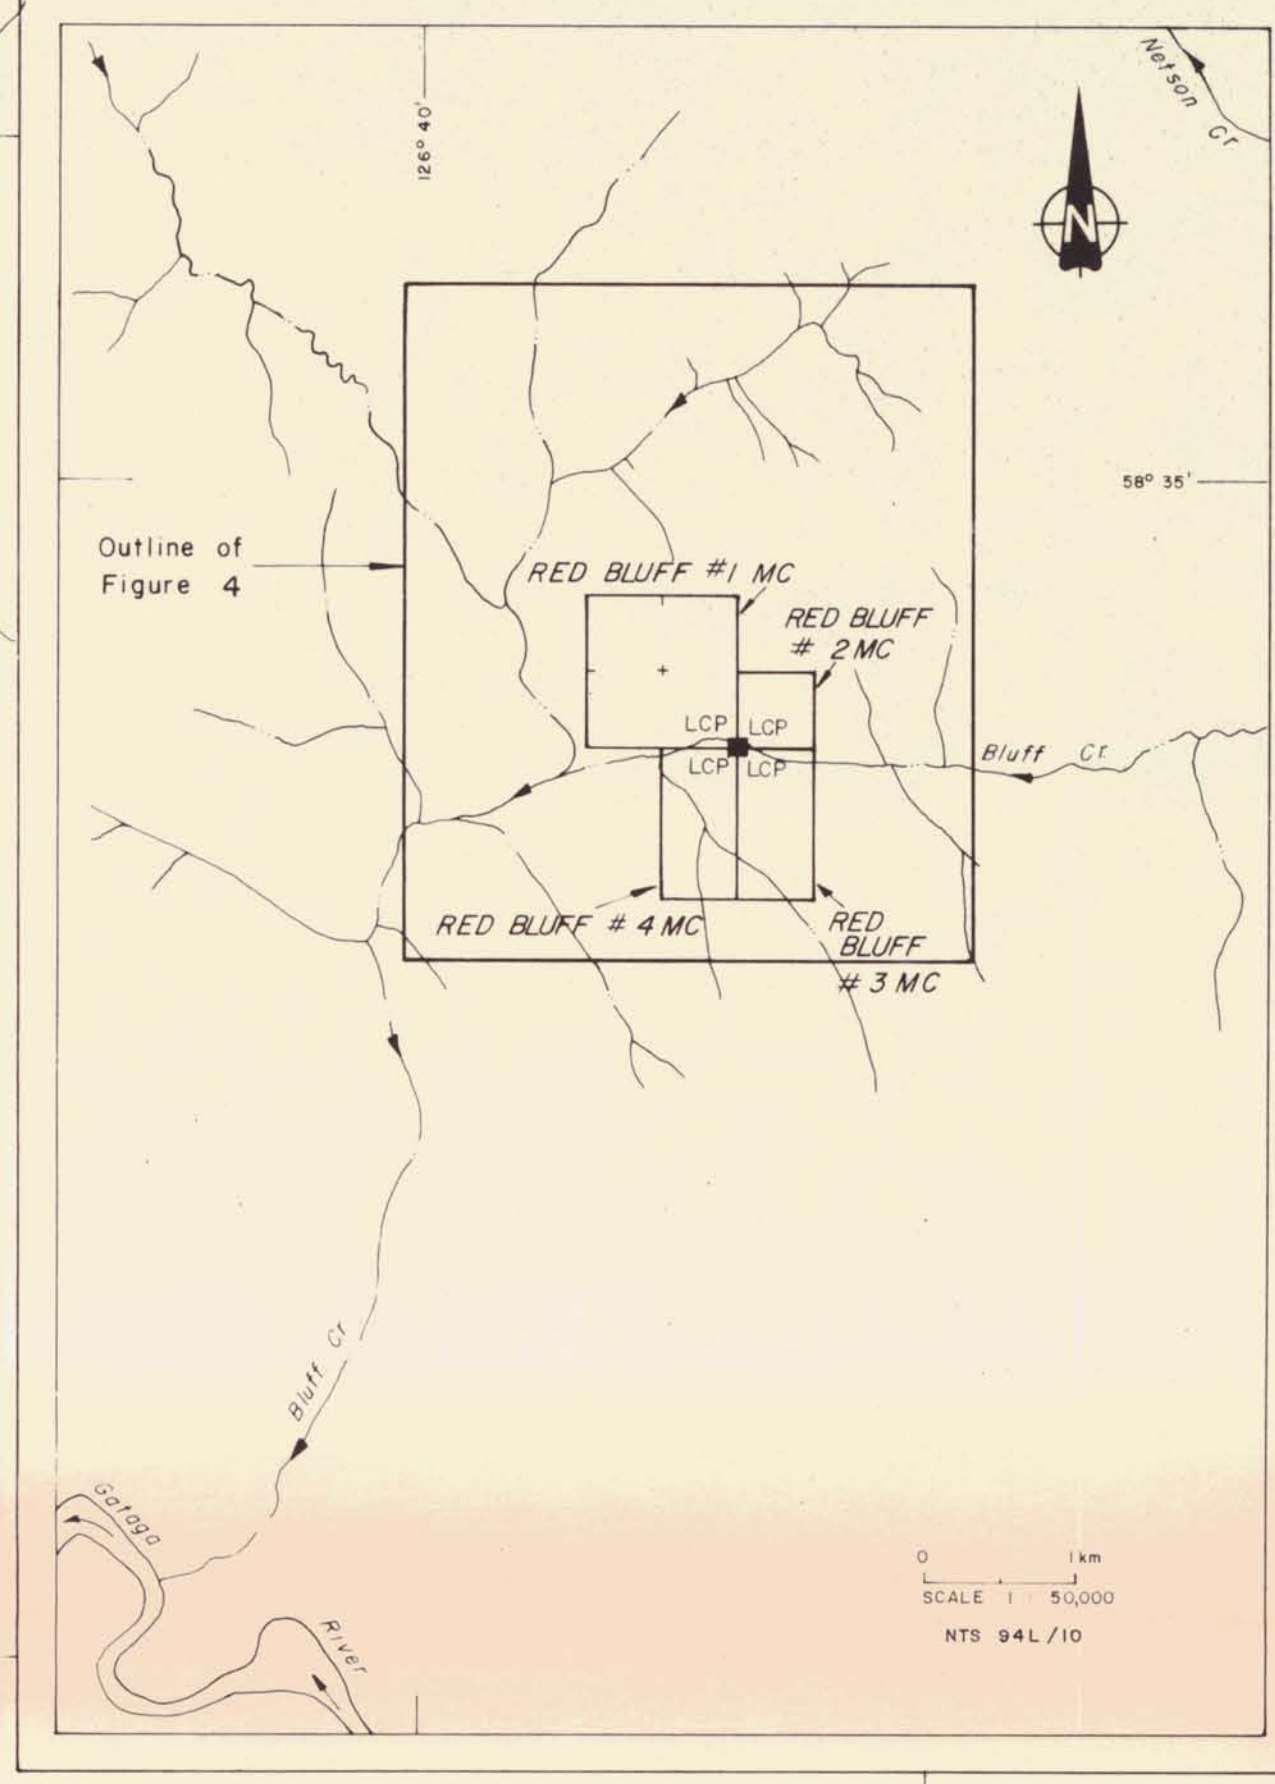 Netson Cr.
126° 40'
N
58° 35'
Outline of
Figure 4
RED BLUFF #1 MC
RED BLUFF
# 2 MC
LCP LCP
LCP LCP
Bluff Cr.
RED BLUFF # 4 MC
RED
BLUFF
# 3 MC
Bluff Cr.
Gataga
River
0 1 km
SCALE 1 : 50,000
NTS 94L/10